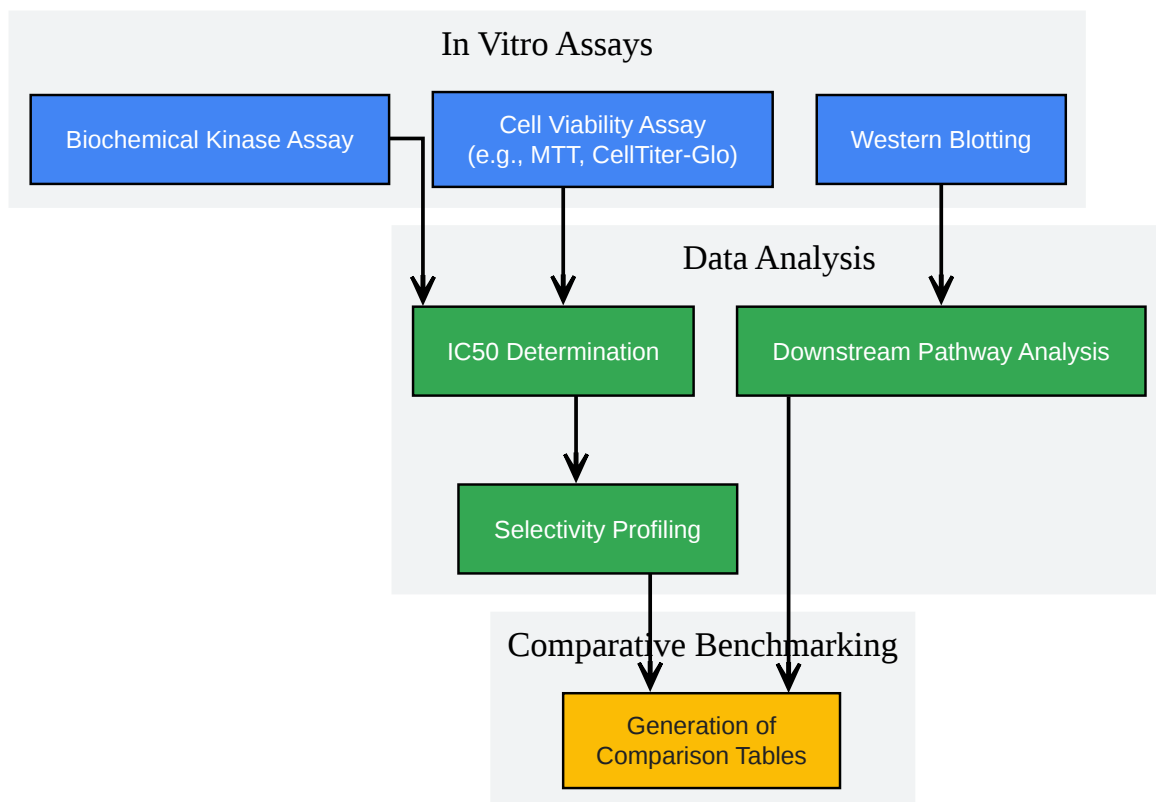 In Vitro Assays
Biochemical Kinase Assay
Cell Viability Assay
(e.g., MTT, CellTiter-Glo)
Western Blotting
Data Analysis
IC50 Determination
Downstream Pathway Analysis
Selectivity Profiling
Comparative Benchmarking
Generation of
Comparison Tables